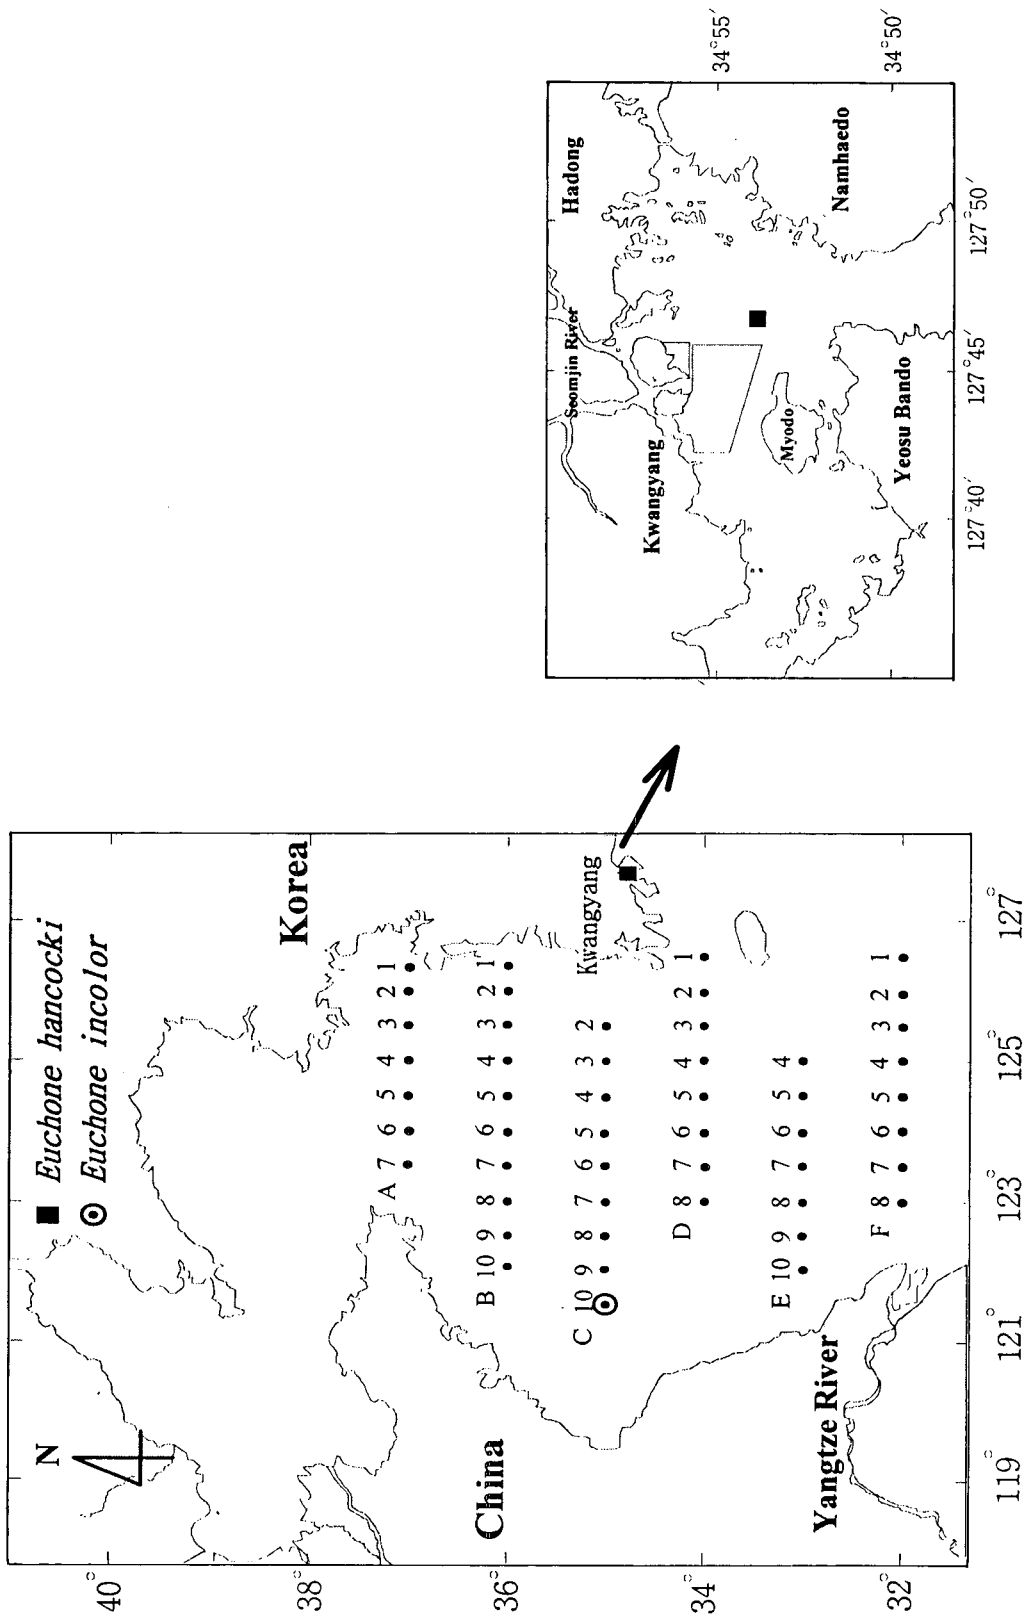 N
■ Euchone hancocki
◉ Euchone incolor
Korea
China
Yangtze River
Kwangyang
A 7 6 5 4 3 2 1
B 10 9 8 7 6 5 4 3 2 1
C 10 9 8 7 6 5 4 3 2
D 8 7 6 5 4 3 2 1
E 10 9 8 7 6 5 4
F 8 7 6 5 4 3 2 1
40°
38°
36°
34°
32°
119° 121° 123° 125° 127°
Hadong
Seomjin River
Kwangyang
Myodo
Namhaedo
Yeosu Bando
34°55′
34°50′
127°40′ 127°45′ 127°50′